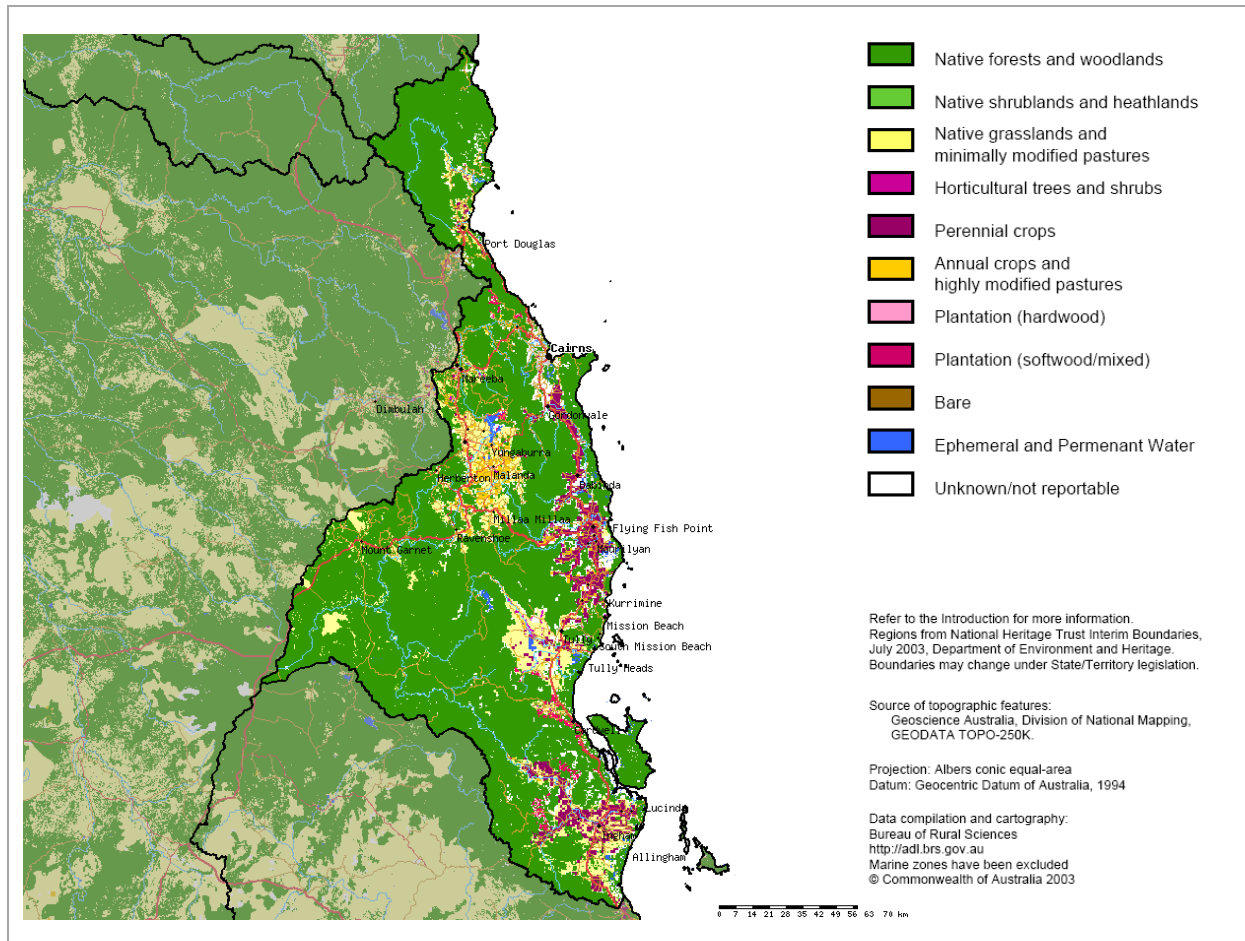 Port Douglas
Cairns
Mareeba
Dimbulah
Gordonvale
Yungaburra
Herberton
Malanda
Babinda
Millaa Millaa
Flying Fish Point
Ravenshoe
Mount Garnet
Mourilyan
Kurrimine
Mission Beach
Tully
South Mission Beach
Tully Heads
Cardwell
Lucinda
Ingham
Allingham
Native forests and woodlands
Native shrublands and heathlands
Native grasslands and
minimally modified pastures
Horticultural trees and shrubs
Perennial crops
Annual crops and
highly modified pastures
Plantation (hardwood)
Plantation (softwood/mixed)
Bare
Ephemeral and Permenant Water
Unknown/not reportable
Refer to the Introduction for more information.
Regions from National Heritage Trust Interim Boundaries,
July 2003, Department of Environment and Heritage.
Boundaries may change under State/Territory legislation.
Source of topographic features:
Geoscience Australia, Division of National Mapping,
GEODATA TOPO-250K.
Projection: Albers conic equal-area
Datum: Geocentric Datum of Australia, 1994
Data compilation and cartography:
Bureau of Rural Sciences
http://adl.brs.gov.au
Marine zones have been excluded
© Commonwealth of Australia 2003
0 7 14 21 28 35 42 49 56 63 70 km